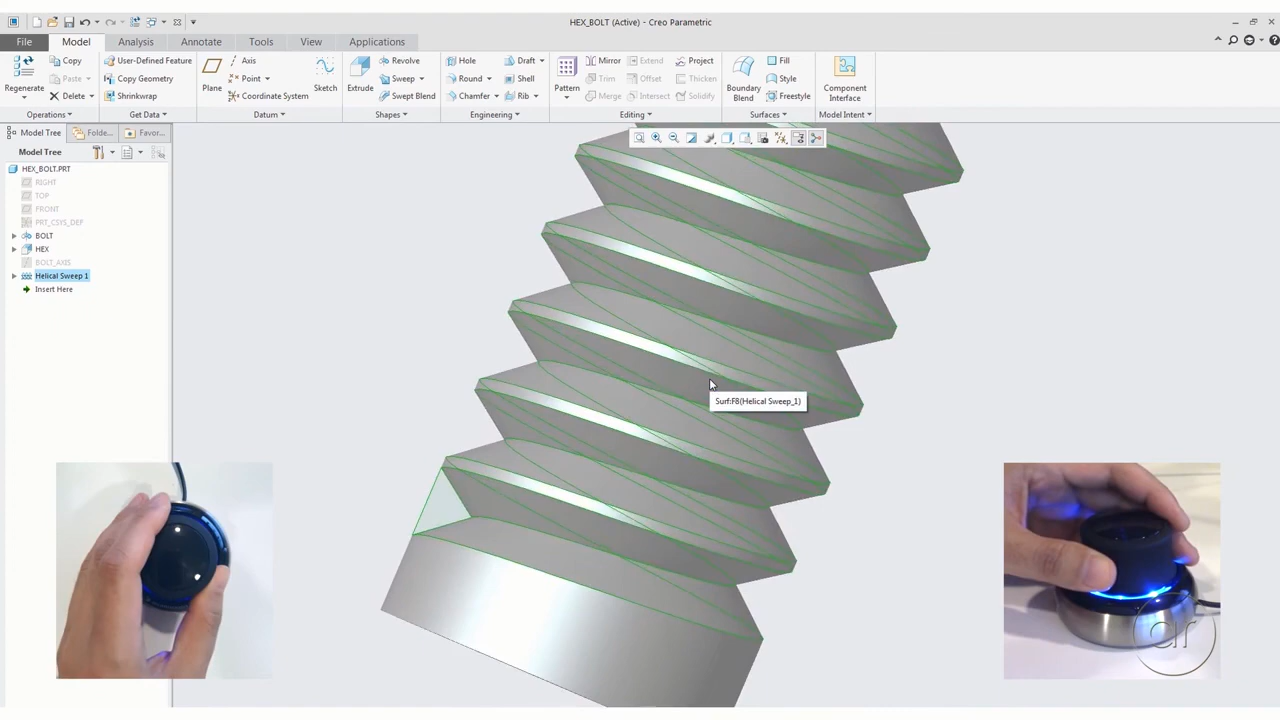 HEX_BOLT (Active) - Creo Parametric
File Model Analysis Annotate Tools View Applications
Regenerate Copy Paste Delete User-Defined Feature Copy Geometry Shrinkwrap Plane Axis Point Coordinate System Sketch Extrude Revolve Sweep Swept Blend Hole Round Chamfer Draft Shell Rib Pattern Mirror Extend Project Trim Offset Thicken Merge Intersect Solidify Boundary Blend Fill Style Freestyle Component Interface
Operations Get Data Datum Shapes Engineering Editing Surfaces Model Intent
Model Tree Folde... Favor...
Model Tree
HEX_BOLT.PRT
RIGHT
TOP
FRONT
PRT_CSYS_DEF
BOLT
HEX
BOLT_AXIS
Helical Sweep 1
Insert Here
Surf:F8(Helical Sweep_1)
ar